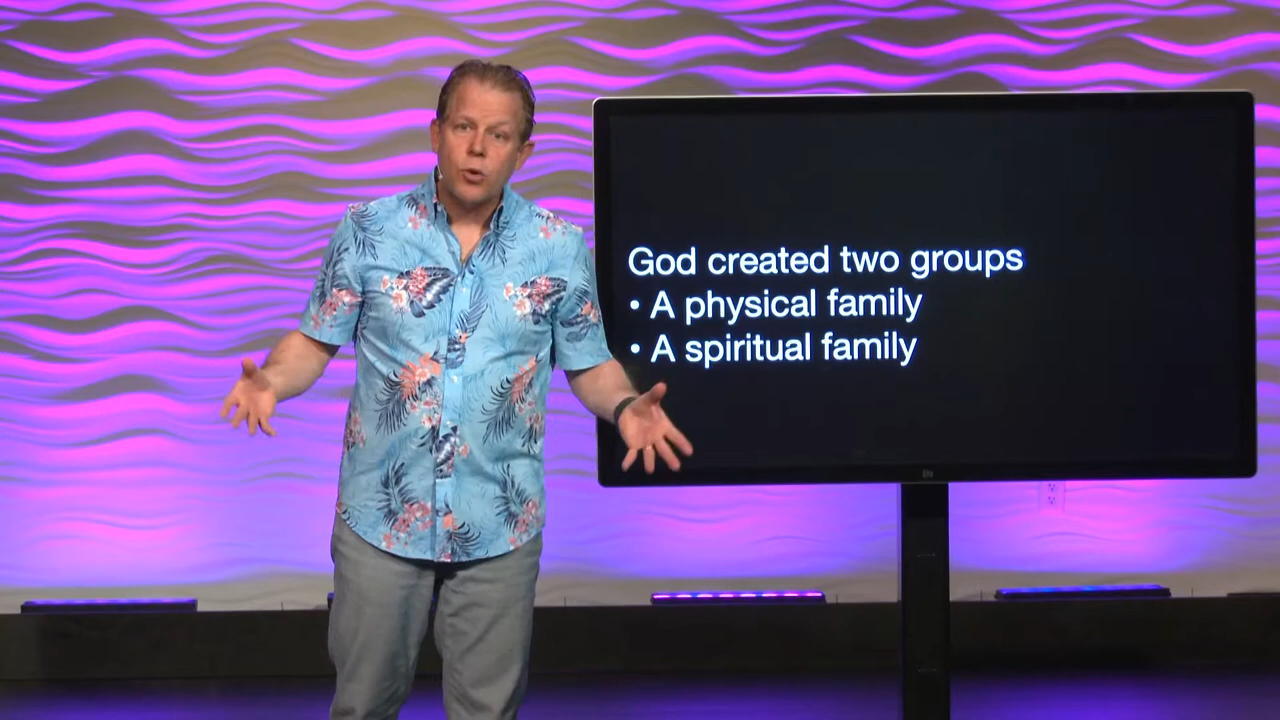 God created two groups
• A physical family
• A spiritual family